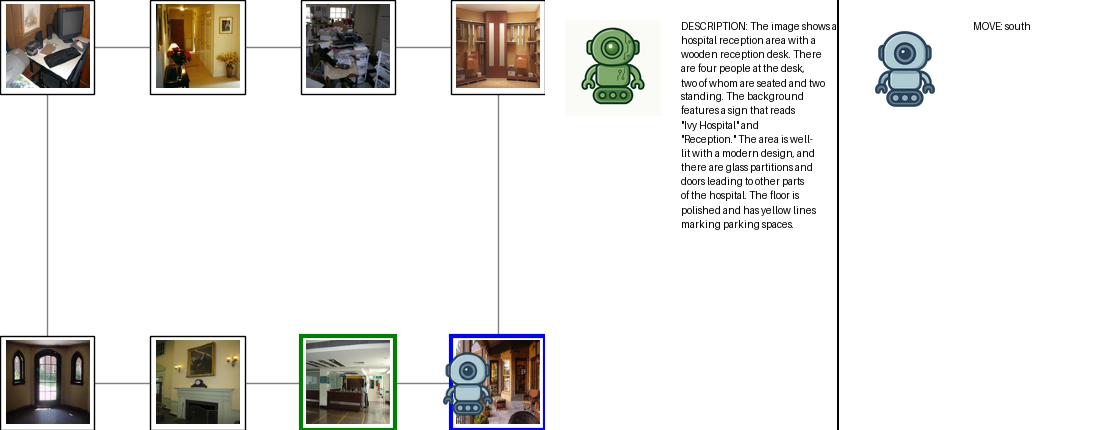 DESCRIPTION: The image shows a
hospital reception area with a
wooden reception desk. There
are four people at the desk,
two of whom are seated and two
standing. The background
features a sign that reads
"Ivy Hospital" and
"Reception." The area is well-
lit with a modern design, and
there are glass partitions and
doors leading to other parts
of the hospital. The floor is
polished and has yellow lines
marking parking spaces.
MOVE: south